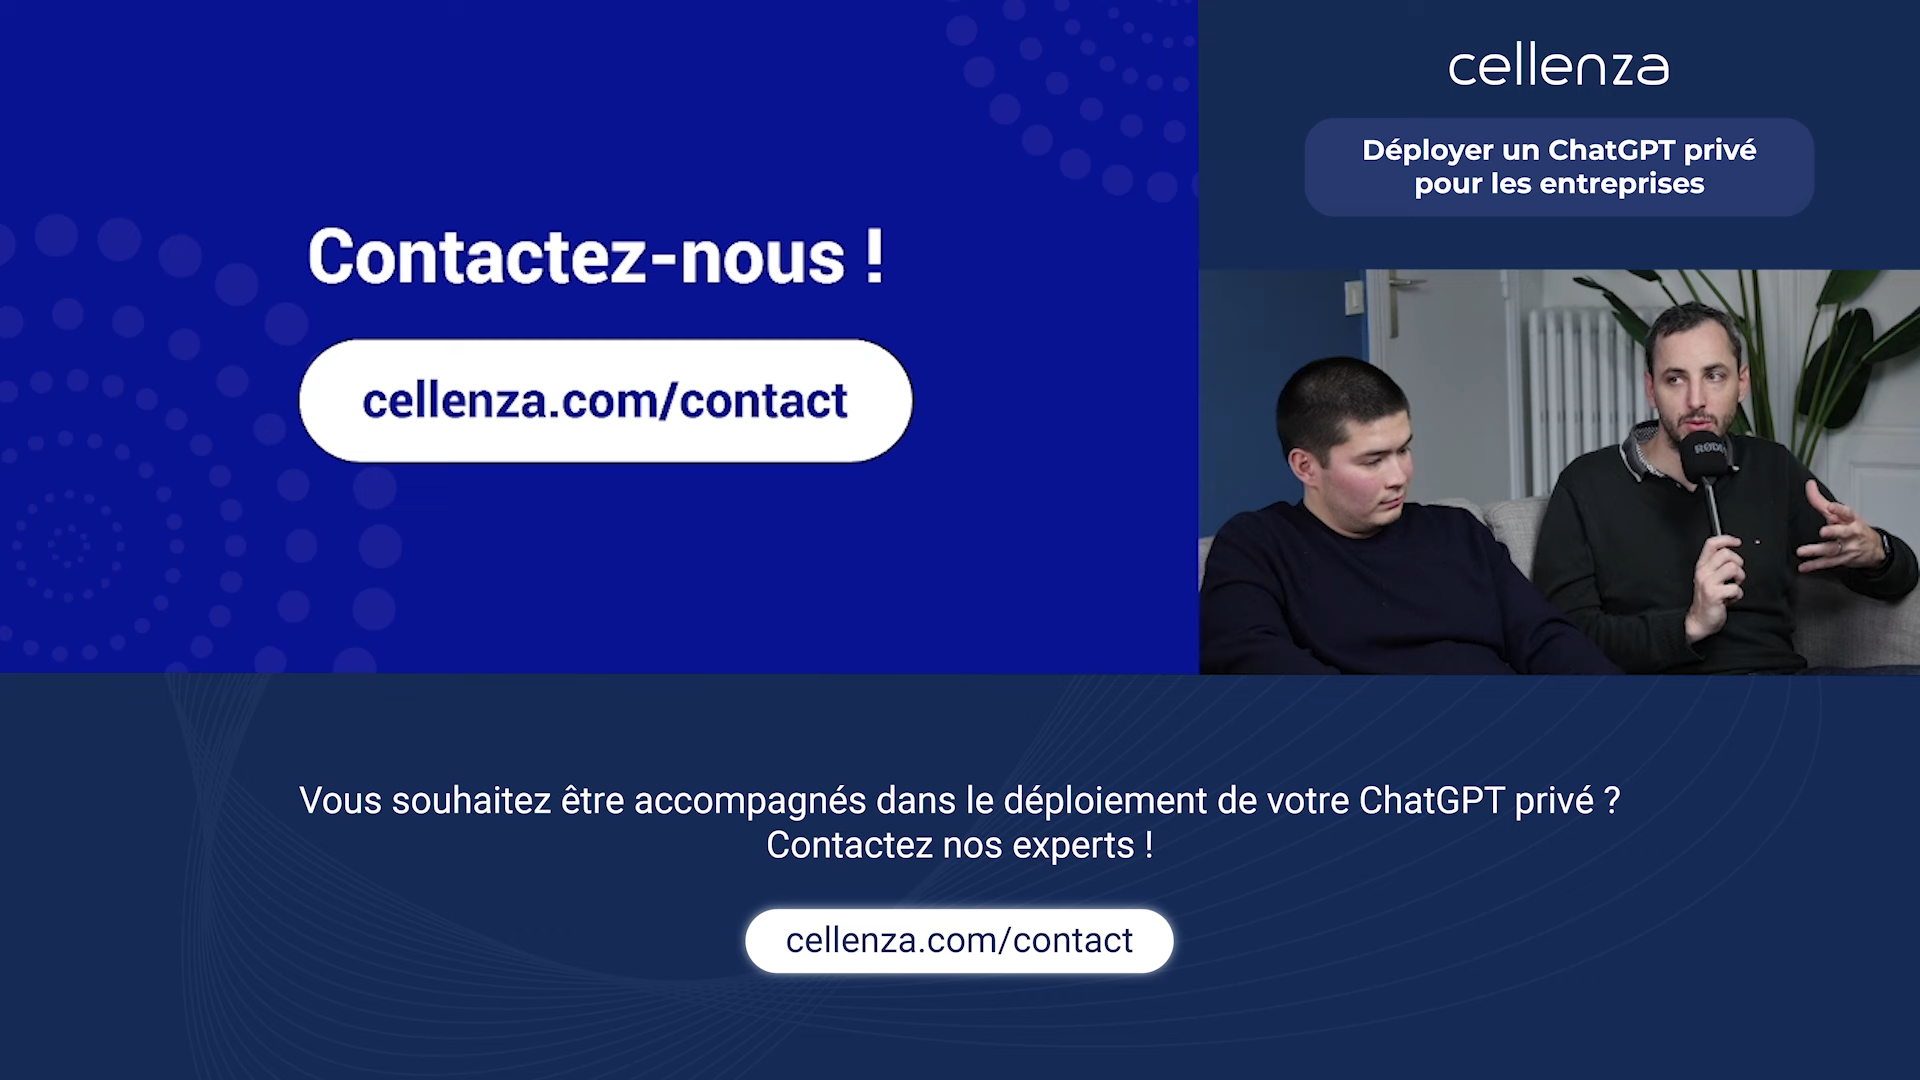 Contactez-nous !
cellenza.com/contact
cellenza
Déployer un ChatGPT privé
pour les entreprises
RØDE
Vous souhaitez être accompagnés dans le déploiement de votre ChatGPT privé ?
Contactez nos experts !
cellenza.com/contact